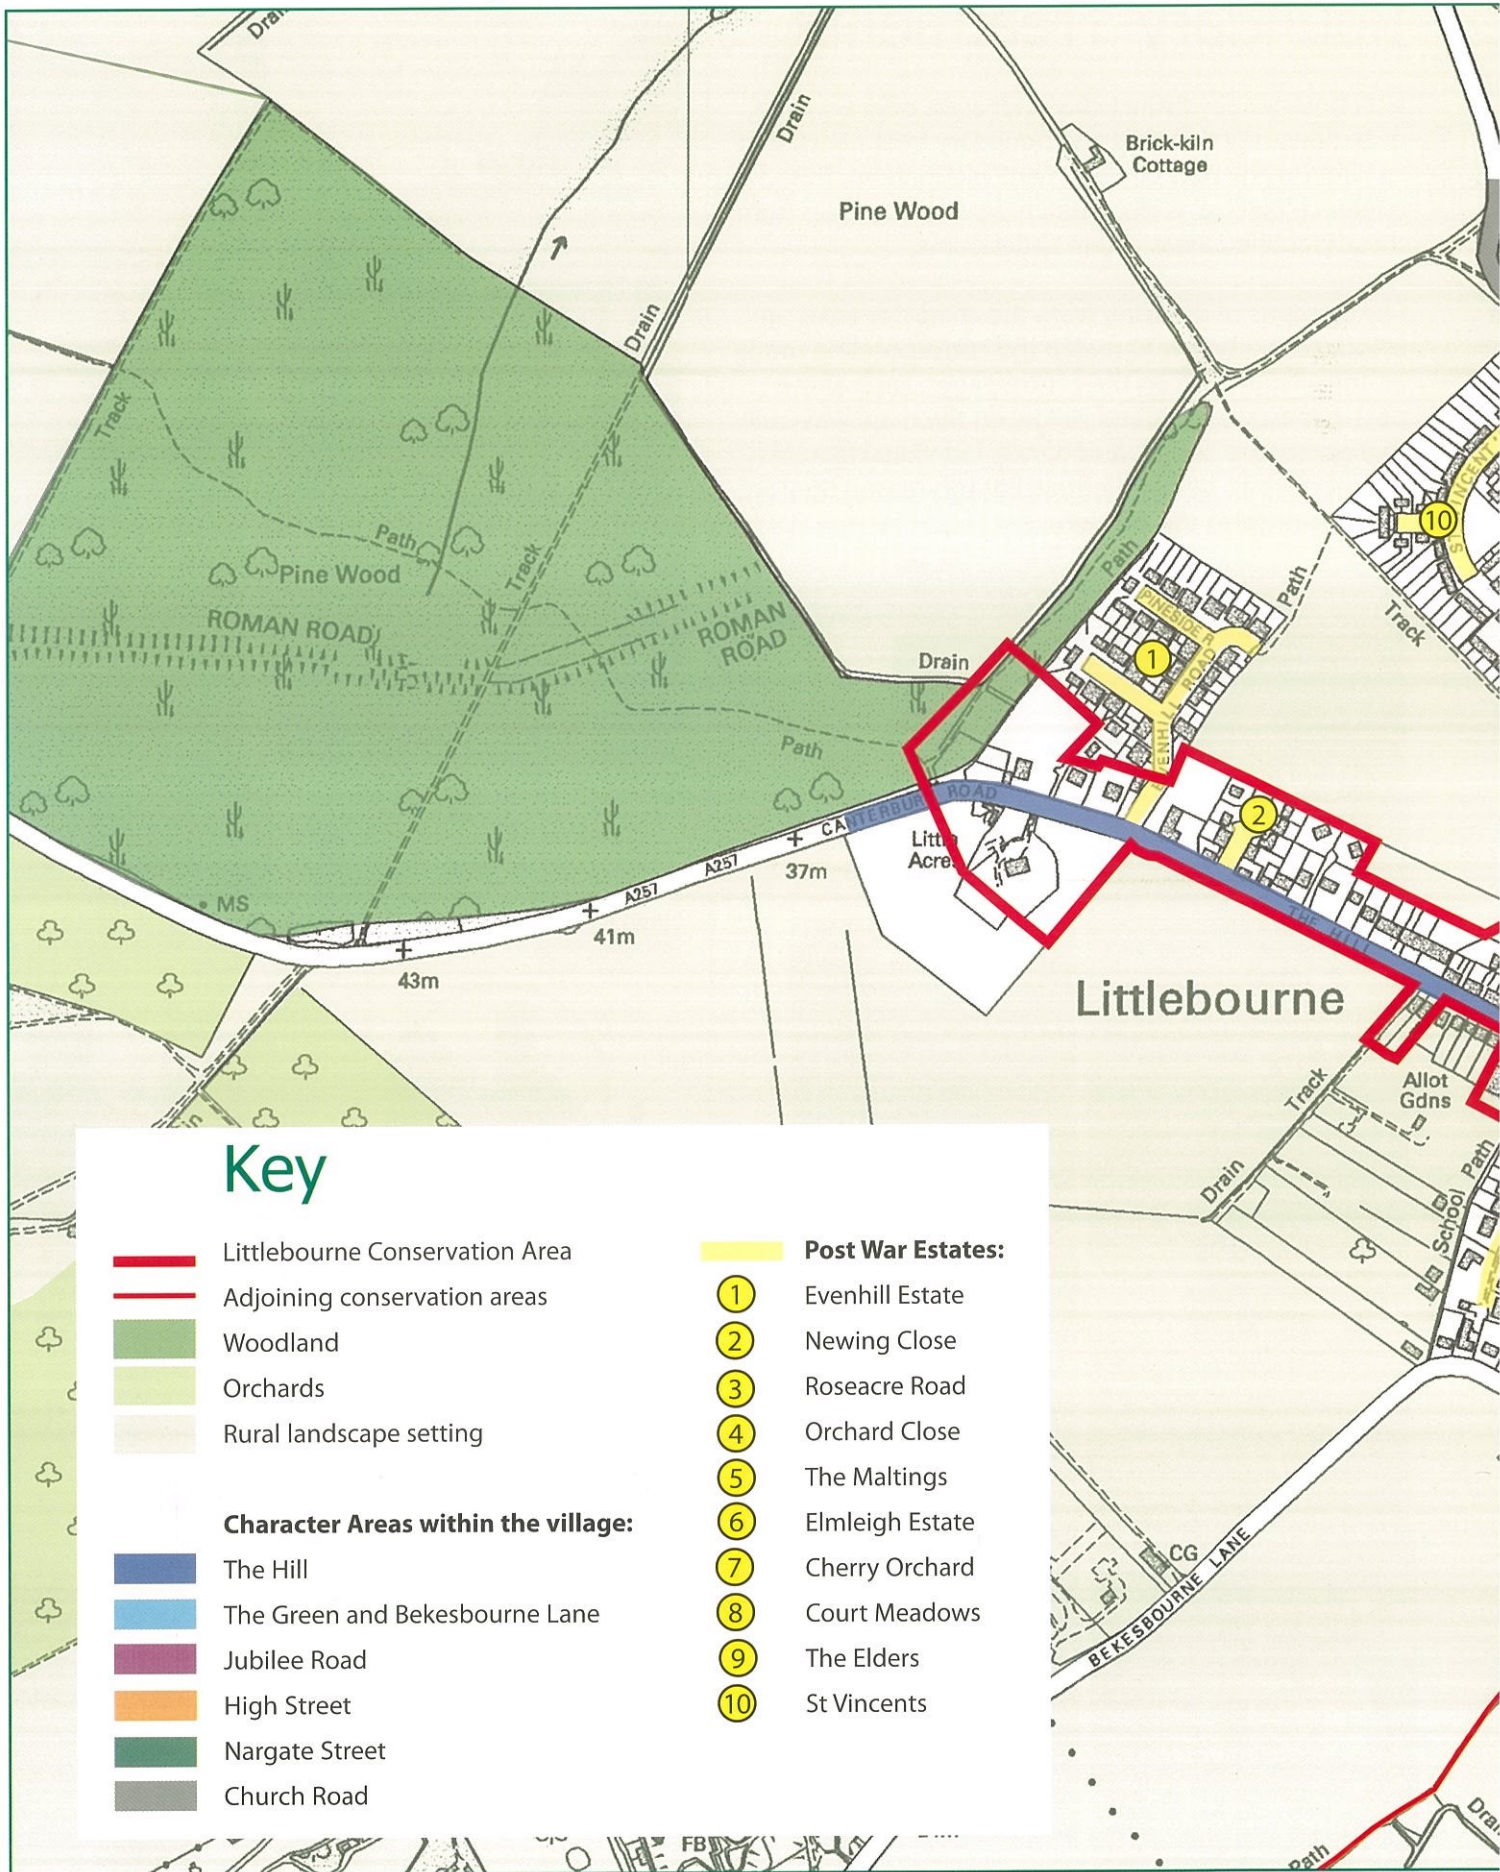 Drain
Drain
Brick-kiln
Cottage
Pine Wood
Drain
Track
Path
Pine Wood
Track
ROMAN ROAD
ROMAN
ROAD
Path
Drain
Path
PINESIDE R
1
ROAD
Path
10
Track
2
CANTERBURY ROAD
Little
Acre
37m
A257
A257
41m
43m
MS
THE HILL
Littlebourne
Allot
Gdns
Track
Drain
School Path
Key
Littlebourne Conservation Area
Adjoining conservation areas
Woodland
Orchards
Rural landscape setting
Character Areas within the village:
The Hill
The Green and Bekesbourne Lane
Jubilee Road
High Street
Nargate Street
Church Road
Post War Estates:
1 Evenhill Estate
2 Newing Close
3 Roseacre Road
4 Orchard Close
5 The Maltings
6 Elmleigh Estate
7 Cherry Orchard
8 Court Meadows
9 The Elders
10 St Vincents
CG
BEKESBOURNE LANE
FB
Path